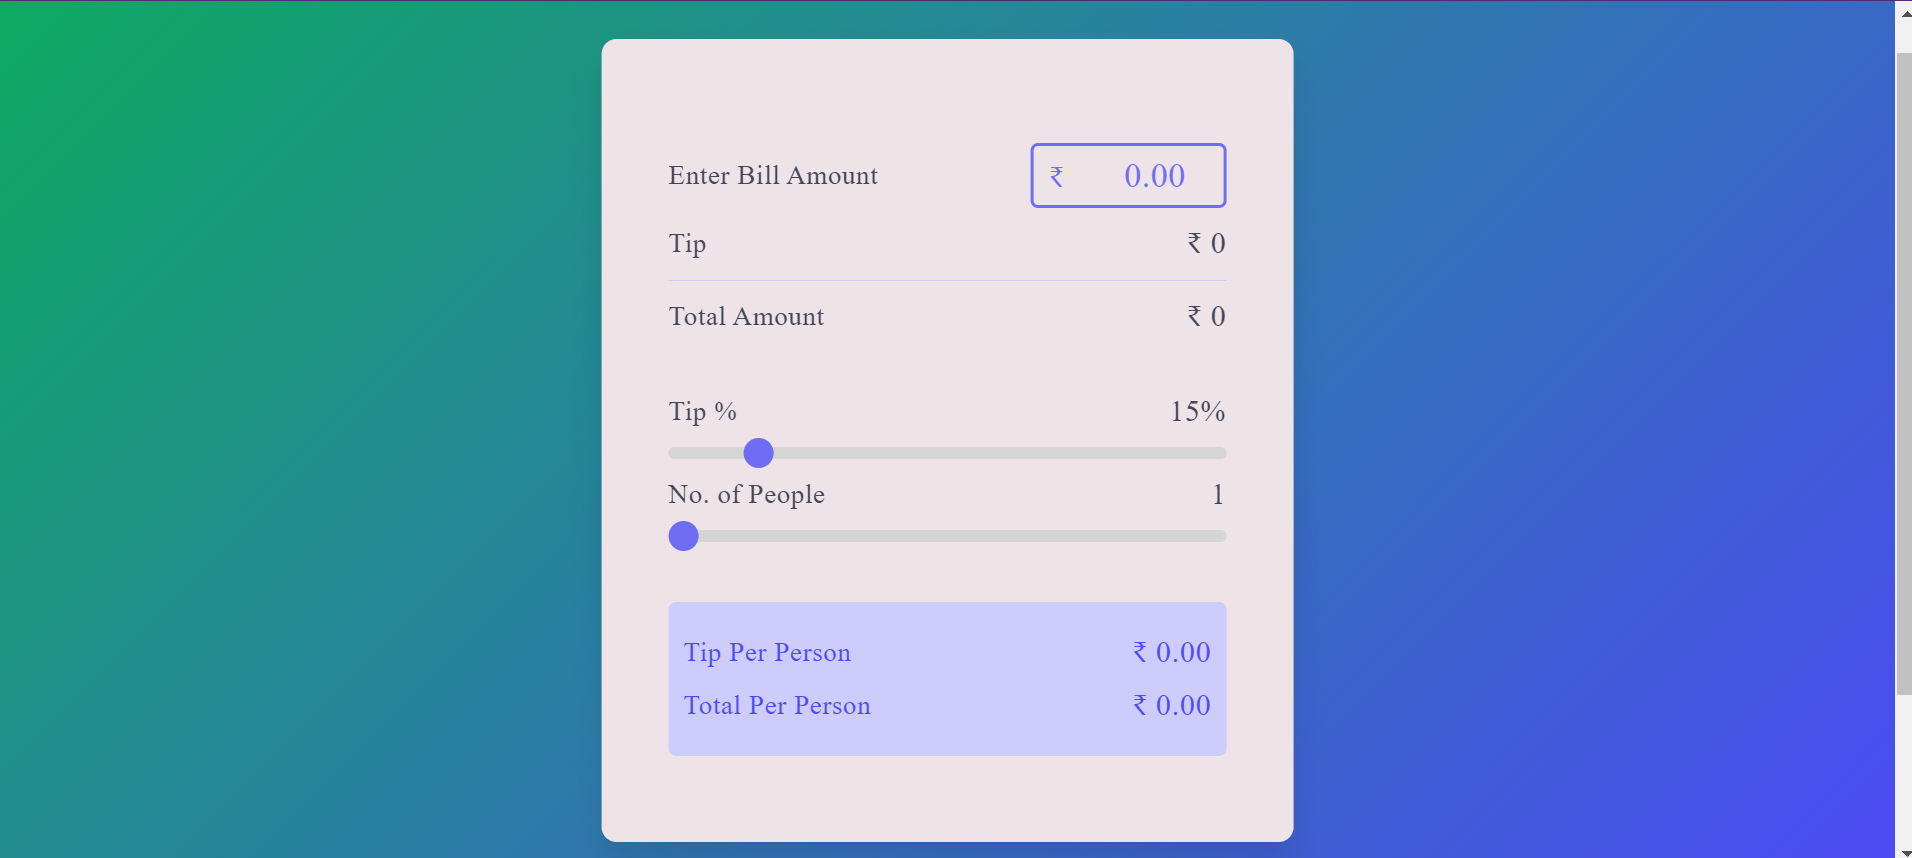 Enter Bill Amount ₹ 0.00
Tip ₹ 0
Total Amount ₹ 0
Tip % 15%
No. of People 1
Tip Per Person ₹ 0.00
Total Per Person ₹ 0.00